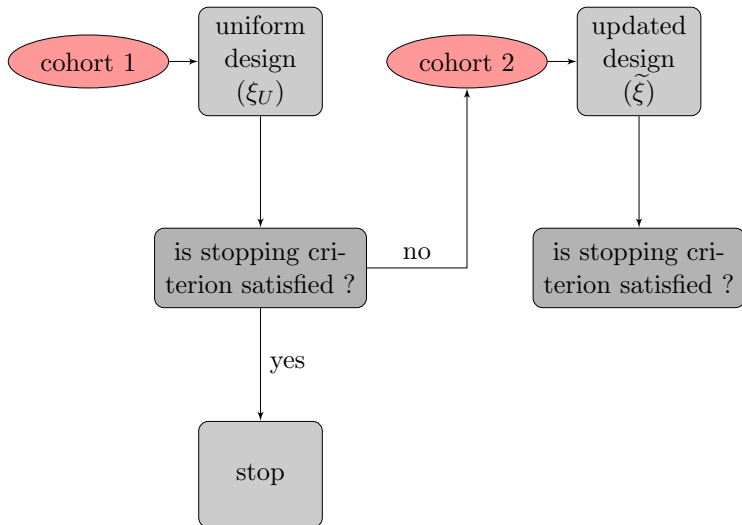 cohort 1
uniform
design
(ξ_U)
cohort 2
updated
design
(ξ̃)
is stopping cri-
terion satisfied ?
no
is stopping cri-
terion satisfied ?
yes
stop